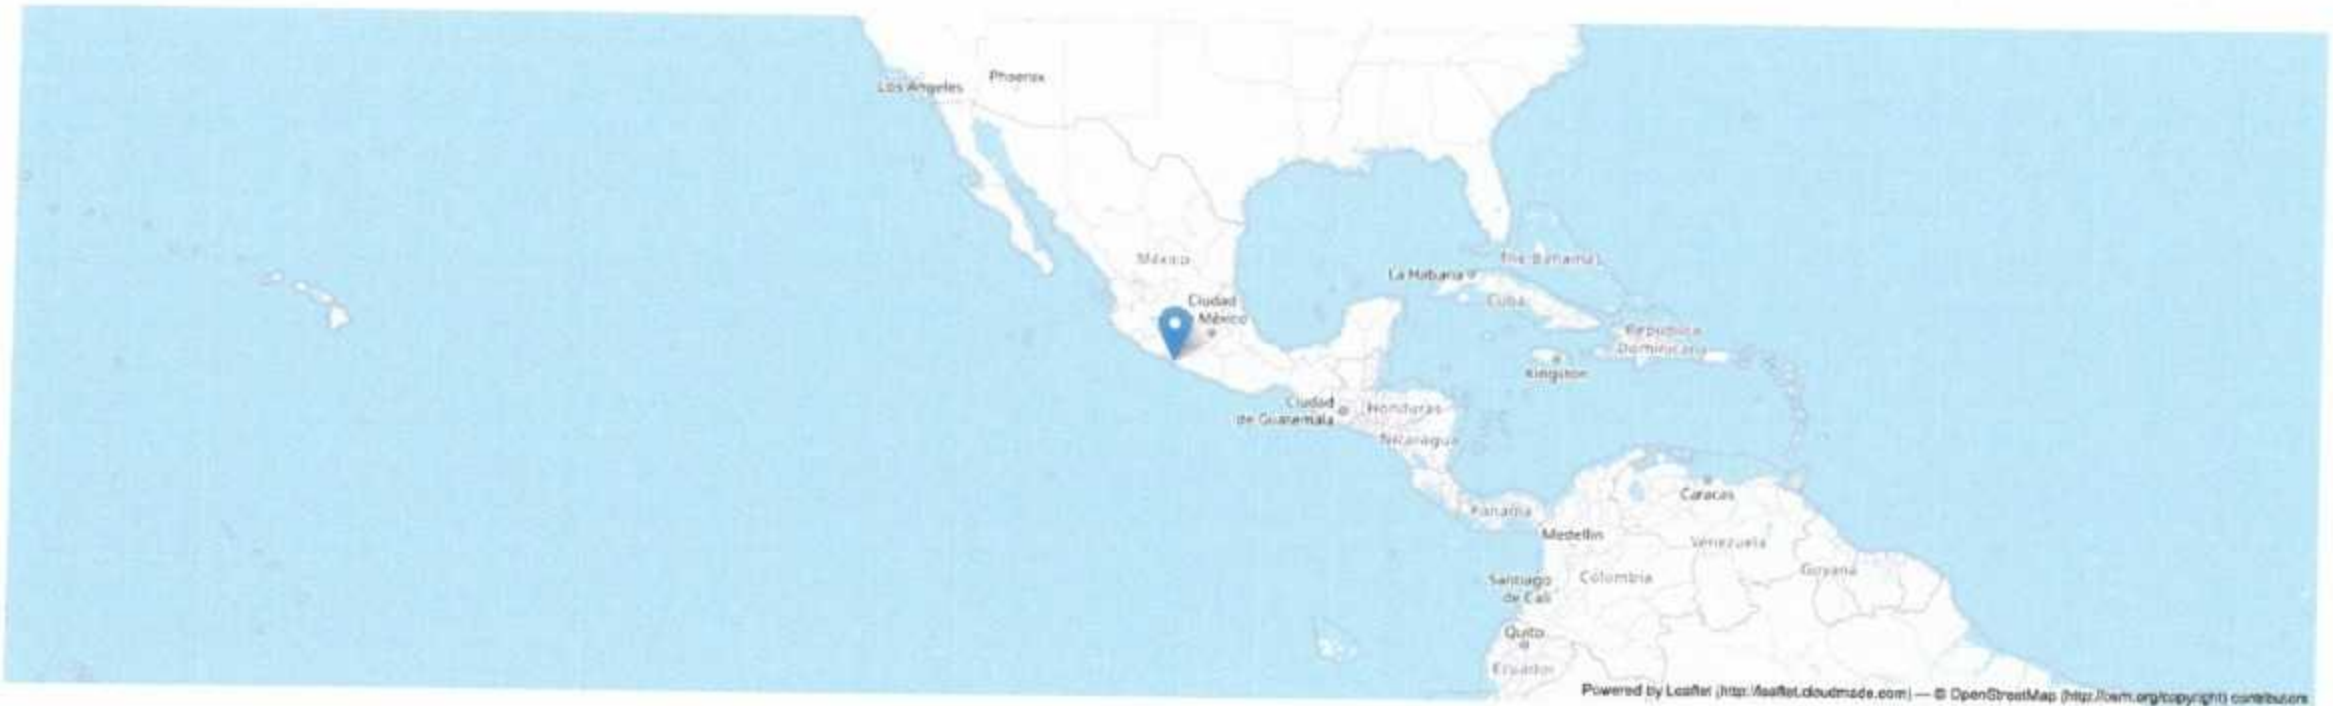 Los Angeles
Phoenix
México
Ciudad
México
La Habana
The Bahamas
Cuba
República
Dominicana
Kingston
Ciudad
de Guatemala
Honduras
Nicaragua
Caracas
Panamá
Medellín
Venezuela
Guyana
Santiago
de Cali
Colombia
Quito
Ecuador
Powered by Leaflet (http://leaflet.cloudmade.com) — © OpenStreetMap (http://osm.org/copyright) contributors